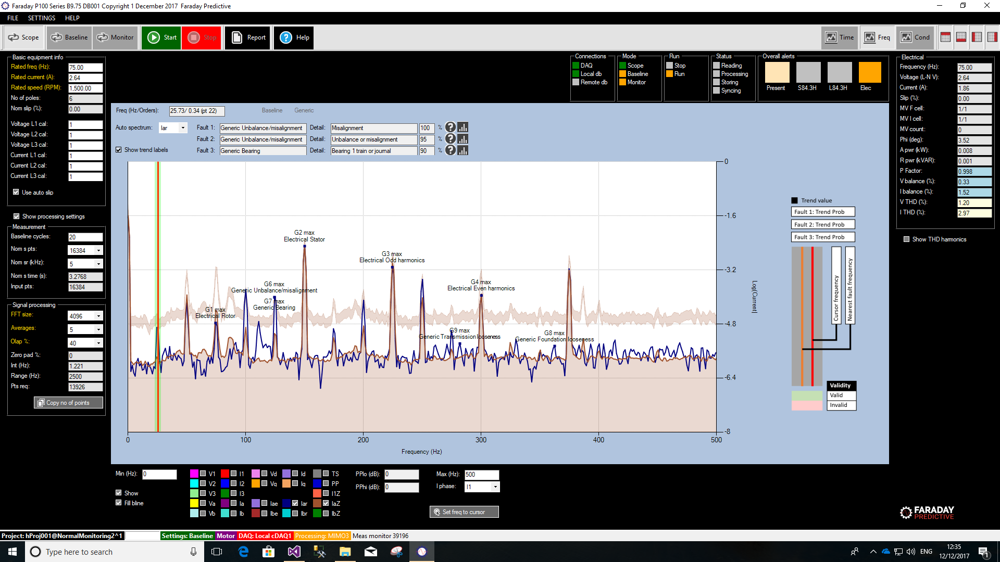 Faraday P100 Series B9.75 DB001 Copyright 1 December 2017  Faraday Predictive
FILE SETTINGS HELP
Scope Baseline Monitor Start Stop Report Help Time Freq Cond
Basic equipment info
Rated freq (Hz): 75.00
Rated current (A): 2.64
Rated speed (RPM): 1,500.00
No of poles: 6
Nom slip (%): 0.00
Voltage L1 cal: 1
Voltage L2 cal: 1
Voltage L3 cal: 1
Current L1 cal: 1
Current L2 cal: 1
Current L3 cal: 1
Use auto slip
Show processing settings
Measurement
Baseline cycles: 20
Nom s pts: 16384
Nom sr (kHz): 5
Nom s time (s): 3.2768
Input pts: 16384
Signal processing
FFT size: 4096
Averages: 5
Olap %: 40
Zero pad %: 0
Int (Hz): 1.221
Range (Hz): 2500
Pts req: 13926
Copy no of points
Connections
DAQ
Local db
Remote db
Mode
Scope
Baseline
Monitor
Run
Stop
Run
Status
Reading
Processing
Storing
Syncing
Overall alerts
Present S84.3H L84.3H Elec
Freq (Hz/Orders): 25.73/ 0.34 (pt 22) Baseline Generic
Auto spectrum: Iar Fault 1: Generic Unbalance/misalignment Detail: Misalignment 100 %
Fault 2: Generic Unbalance/misalignment Detail: Unbalance or misalignment 95 %
Show trend labels Fault 3: Generic Bearing Detail: Bearing 1 train or journal 90 %
G2 max
Electrical Stator
G3 max
Electrical Odd harmonics
G6 max
Generic Unbalance/misalignment
G4 max
Electrical Even harmonics
G7 max
Generic Bearing
G1 max
Electrical Rotor
G9 max
Generic Transmission looseness
G8 max
Generic Foundation looseness
0
-1.6
-3.2
-4.8
-6.4
-8
Log|Current|
0 100 200 300 400 500
Frequency (Hz)
Trend value
Fault 1: Trend Prob
Fault 2: Trend Prob
Fault 3: Trend Prob
Cursor frequency
Nearest fault frequency
Validity
Valid
Invalid
Electrical
Frequency (Hz): 75.00
Voltage (L-N V): 2.64
Current (A): 1.86
Slip (%): 0.00
MV F cell: 1/1
MV I cell: 1/1
MV count: 0
Phi (deg): 3.52
A pwr (kW): 0.008
R pwr (kVAR): 0.001
P Factor: 0.998
V balance (%): 0.33
I balance (%): 1.52
V THD (%): 1.20
I THD (%): 2.97
Show THD harmonics
Min (Hz): 0
Show
Fill bline
V1 I1 Vd Id TS
V2 I2 Vq Iq PP
V3 I3 I1Z
Va Ia Iae Iar IaZ
Vb Ib Ibe Ibr IbZ
PPlo (dB): 0
PPhi (dB): 0
Max (Hz): 500
I phase: I1
Set freq to cursor
FARADAY
PREDICTIVE
Project: hProj001@NormalMonitoring2^1 Settings: Baseline Motor DAQ: Local cDAQ1 Processing: MIMO3 Meas monitor 39196
Type here to search
ENG
12:35
12/12/2017
1